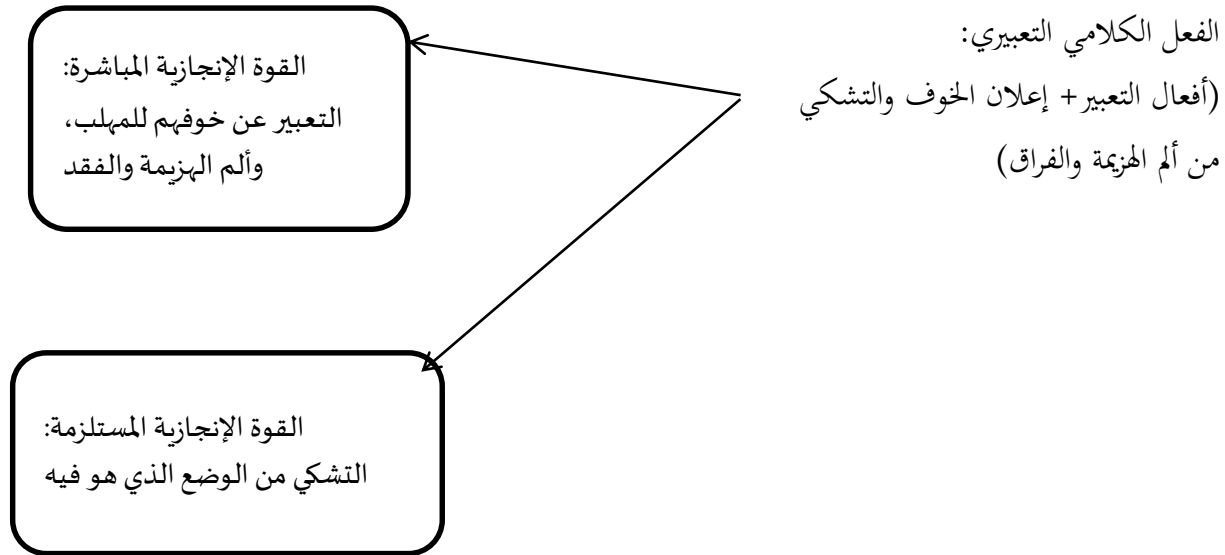 الفعل الكلامي التعبيري:
(أفعال التعبير+ إعلان الخوف والتشكي
من ألم الهزيمة والفراق)
القوة الإنجازية المباشرة:
التعبير عن خوفهم للمهلب،
وألم الهزيمة والفقد
القوة الإنجازية المستلزمة:
التشكي من الوضع الذي هو فيه